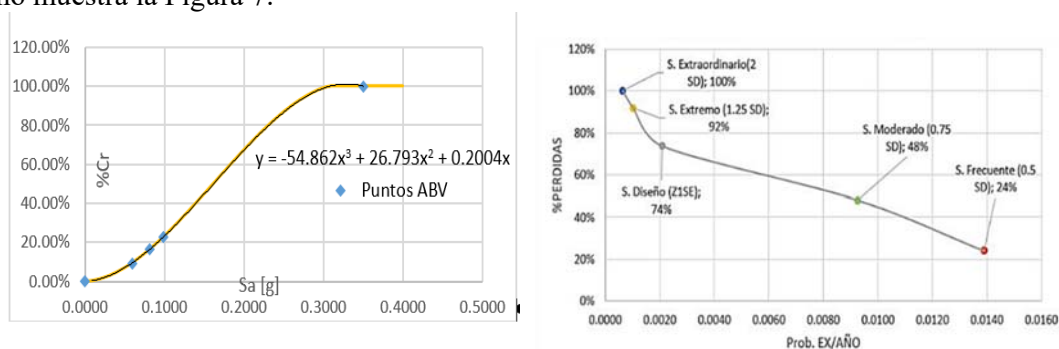 no muestra la Figura 7.
120.00%
100.00%
80.00%
60.00%
40.00%
20.00%
0.00%
%Cr
y = -54.862x³ + 26.793x² + 0.2004x
Puntos ABV
Sa [g]
0.0000 0.1000 0.2000 0.3000 0.4000 0.5000
120%
100%
80%
60%
40%
20%
0%
%PERDIDAS
S. Extraordinario(2
SD); 100%
S. Extremo (1.25 SD);
92%
S. Diseño (Z1SE);
74%
S. Moderado (0.75
SD); 48%
S. Frecuente (0.5
SD); 24%
0.0000 0.0020 0.0040 0.0060 0.0080 0.0100 0.0120 0.0140 0.0160
Prob. EX/AÑO